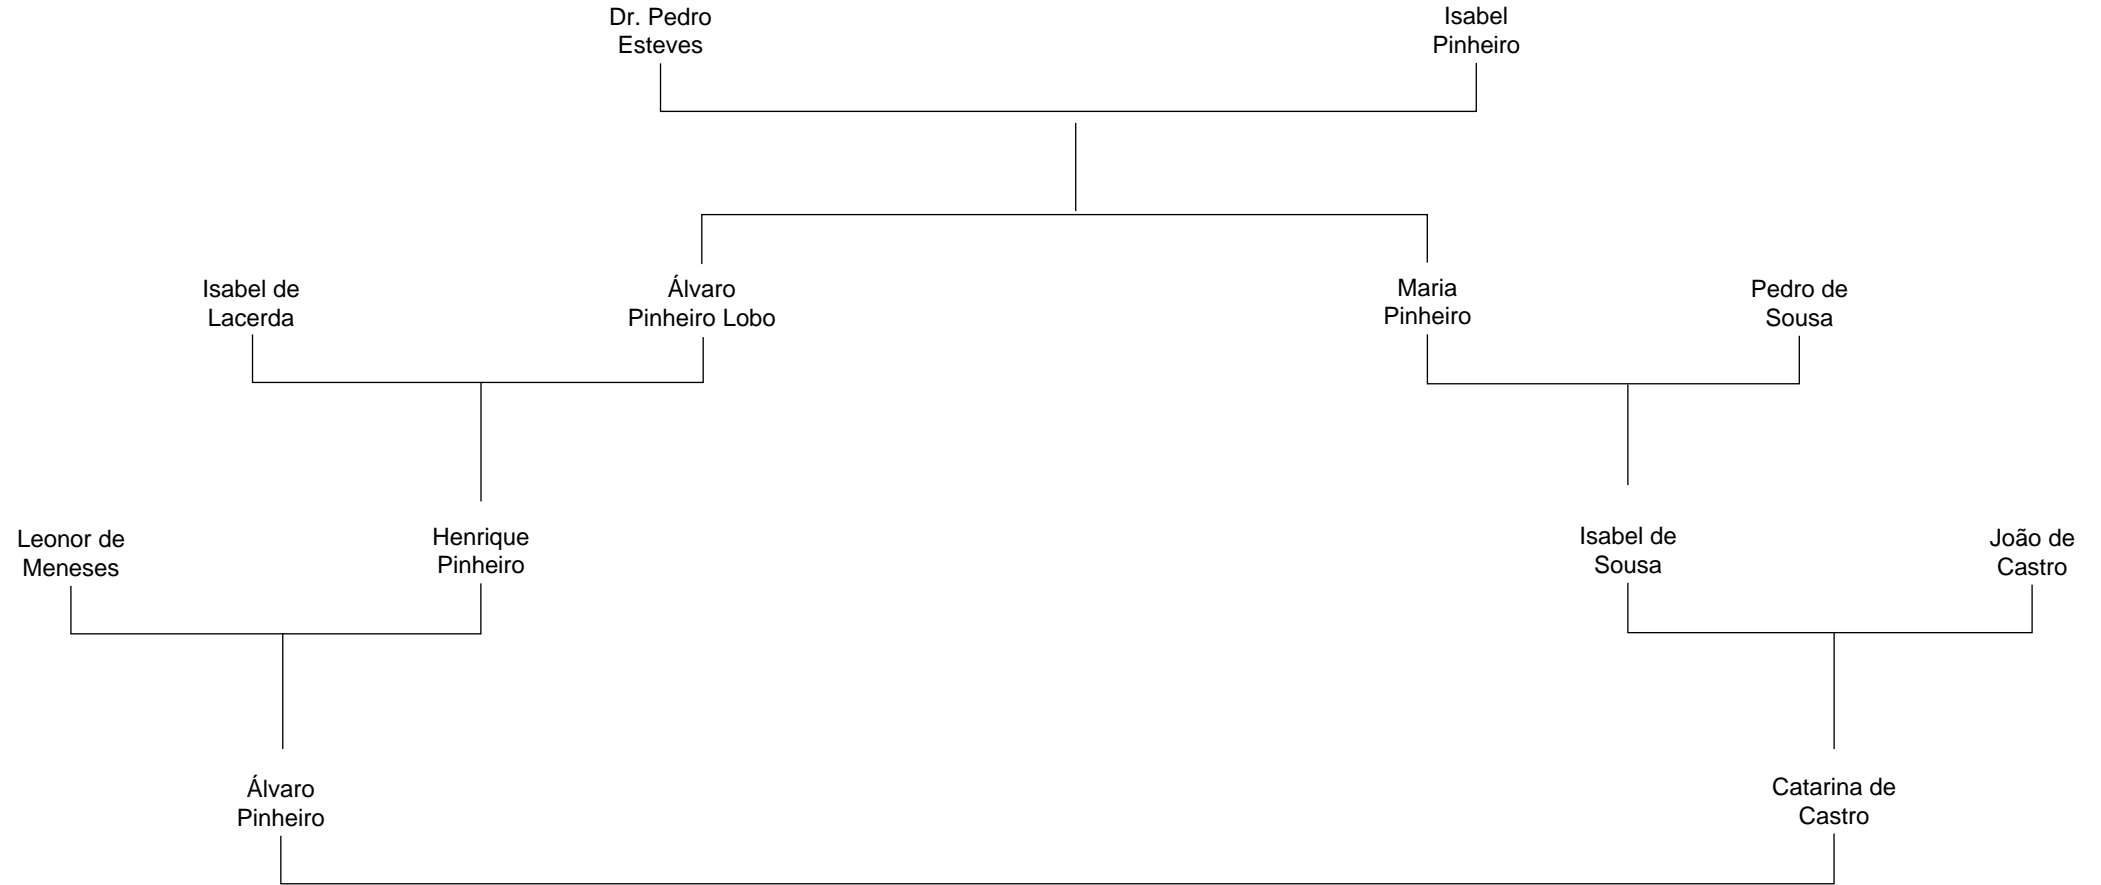 Dr. Pedro
Esteves
Isabel
Pinheiro
Isabel de
Lacerda
Álvaro
Pinheiro Lobo
Maria
Pinheiro
Pedro de
Sousa
Leonor de
Meneses
Henrique
Pinheiro
Isabel de
Sousa
João de
Castro
Álvaro
Pinheiro
Catarina de
Castro